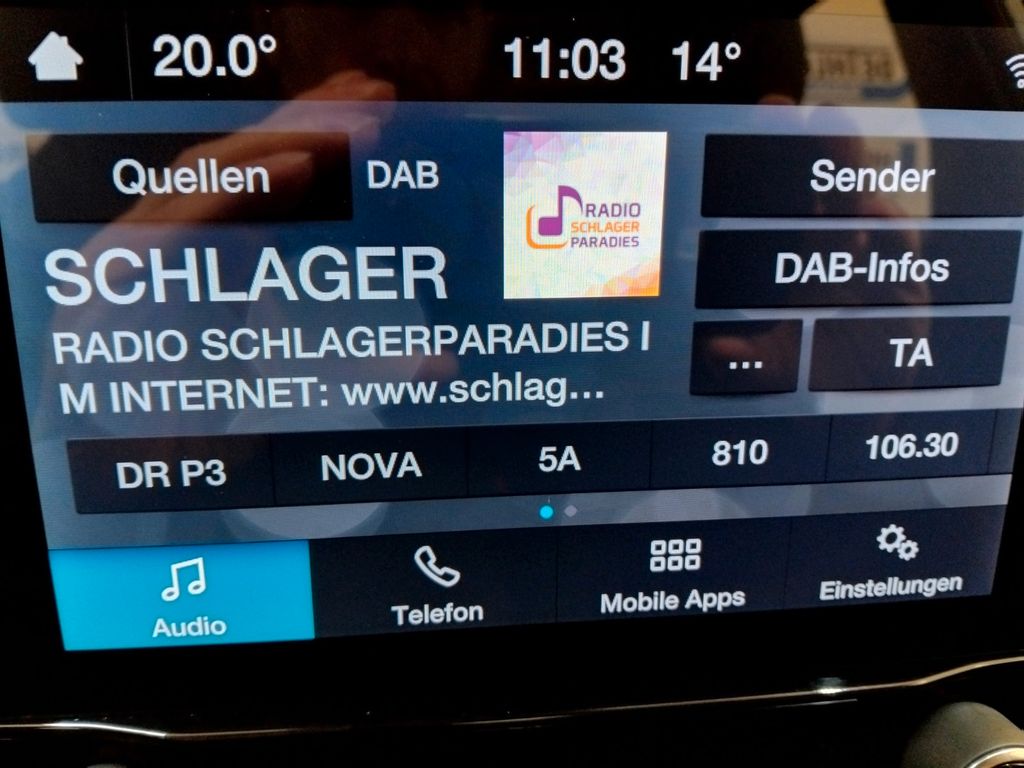 20.0° 11:03 14°
Quellen DAB Sender
RADIO
SCHLAGER
PARADIES
DAB-Infos
SCHLAGER
RADIO SCHLAGERPARADIES I
M INTERNET: www.schlag...
... TA
DR P3 NOVA 5A 810 106.30
Audio Telefon Mobile Apps Einstellungen